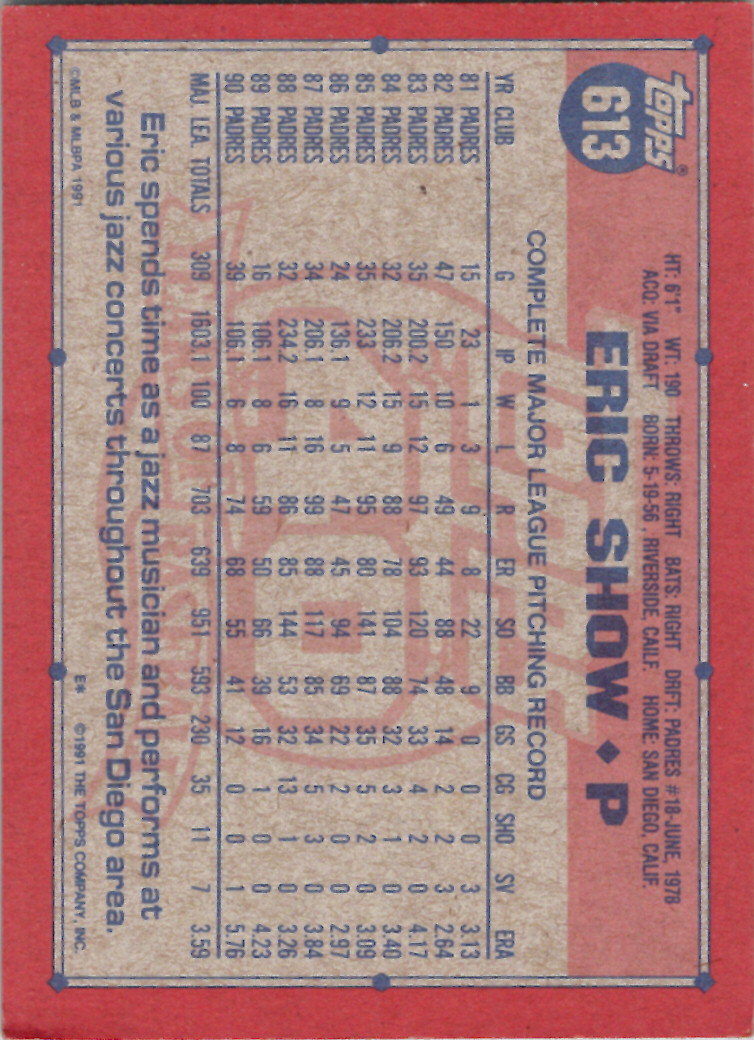 topps®
613
HT: 6'1" WT: 190 THROWS: RIGHT BATS: RIGHT DRFT: PADRES #18-JUNE, 1978
ACQ: VIA DRAFT BORN: 5-19-56, RIVERSIDE, CALIF. HOME: SAN DIEGO, CALIF.
ERIC SHOW ♦ P
COMPLETE MAJOR LEAGUE PITCHING RECORD
YR CLUB G IP W L R ER SO BB GS CG SHO SV ERA
81 PADRES 15 23 1 3 9 8 22 9 0 0 0 3 3.13
82 PADRES 47 150 10 6 49 44 88 48 14 2 2 3 2.64
83 PADRES 35 200.2 15 12 97 93 120 74 33 4 2 0 4.17
84 PADRES 32 206.2 15 9 88 78 104 88 32 3 1 0 3.40
85 PADRES 35 233 12 11 95 80 141 87 35 5 2 0 3.09
86 PADRES 24 136.1 9 5 47 45 94 69 22 2 0 0 2.97
87 PADRES 34 206.1 8 16 99 88 117 85 34 5 3 0 3.84
88 PADRES 32 234.2 16 11 86 85 144 53 32 13 1 0 3.26
89 PADRES 16 106.1 8 6 59 50 66 39 16 1 0 0 4.23
90 PADRES 39 106.1 6 8 74 68 55 41 12 0 0 1 5.76
MAJ. LEA. TOTALS 309 1603.1 100 87 703 639 951 593 230 35 11 7 3.59
40
YEARS OF BASEBALL
Eric spends time as a jazz musician and performs at
various jazz concerts throughout the San Diego area.
©MLB & MLBPA 1991 E* ©1991 THE TOPPS COMPANY, INC.